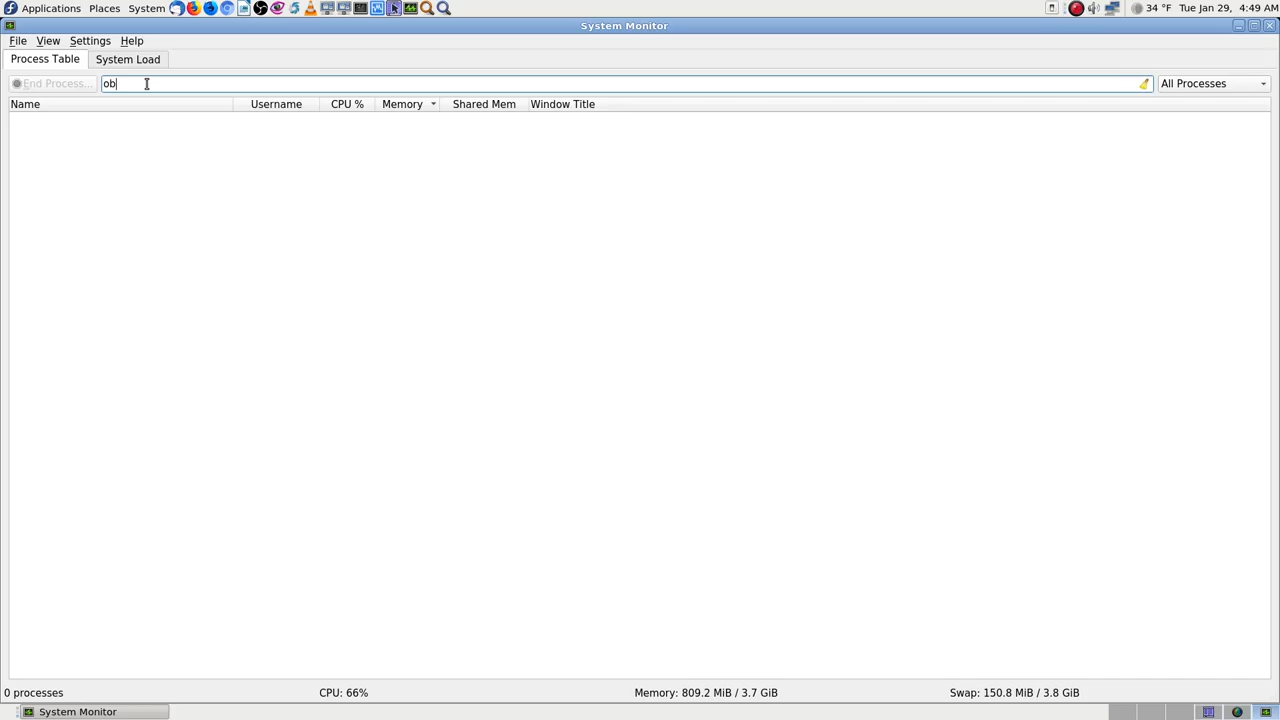 Applications Places System 34 °F Tue Jan 29, 4:49 AM
System Monitor
File View Settings Help
Process Table System Load
End Process... ob All Processes
Name Username CPU % Memory Shared Mem Window Title
0 processes CPU: 66% Memory: 809.2 MiB / 3.7 GiB Swap: 150.8 MiB / 3.8 GiB
System Monitor